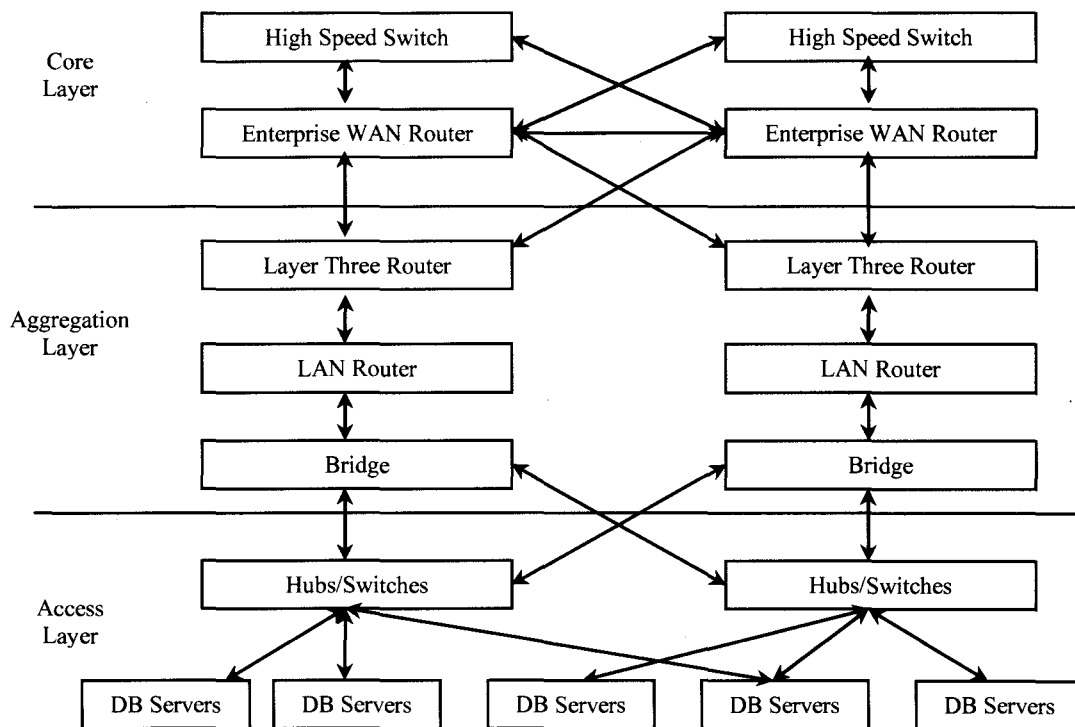 High Speed Switch
High Speed Switch
Core
Layer
Enterprise WAN Router
Enterprise WAN Router
Layer Three Router
Layer Three Router
Aggregation
Layer
LAN Router
LAN Router
Bridge
Bridge
Hubs/Switches
Hubs/Switches
Access
Layer
DB Servers
DB Servers
DB Servers
DB Servers
DB Servers